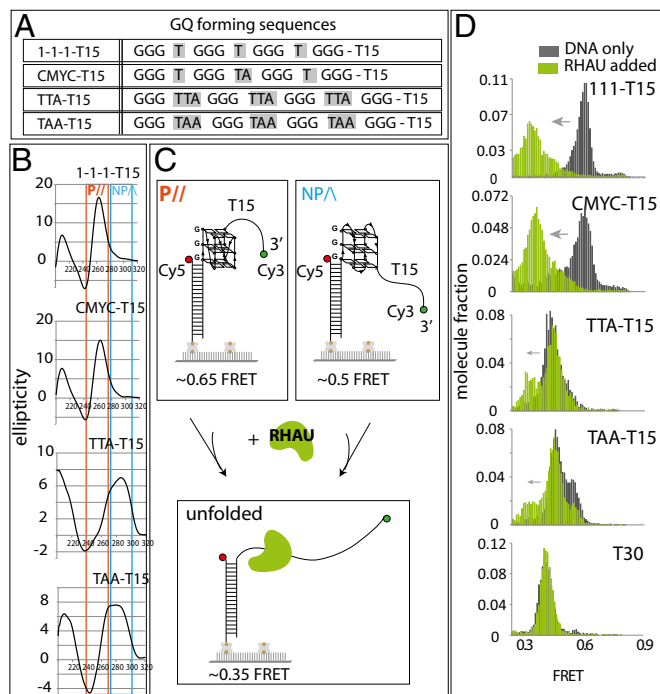 A
GQ forming sequences
1-1-1-T15 GGG T GGG T GGG T GGG - T15
CMYC-T15 GGG T GGG TA GGG T GGG - T15
TTA-T15 GGG TTA GGG TTA GGG TTA GGG - T15
TAA-T15 GGG TAA GGG TAA GGG TAA GGG - T15
B
ellipticity
1-1-1-T15
P// NP/\
20
10
0
220 240 260 280 300 320
CMYC-T15
20
10
0
220 240 260 280 300 320
TTA-T15
10
6
2
-2
220 240 260 280 300 320
TAA-T15
8
4
0
-4
220 240 260 280 300 320
C
P//
T15
G
G
G
Cy5
3′
Cy3
~0.65 FRET
NP/\
G
G
G
Cy5
T15
Cy3
3′
~0.5 FRET
+ RHAU
unfolded
~0.35 FRET
D
DNA only
RHAU added
molecule fraction
111-T15
0.11
0.07
0.03
0
CMYC-T15
0.072
0.048
0.024
0
TTA-T15
0.08
0.04
0
TAA-T15
0.08
0.04
0
T30
0.12
0.08
0.04
0
0.3 0.6 0.9
FRET